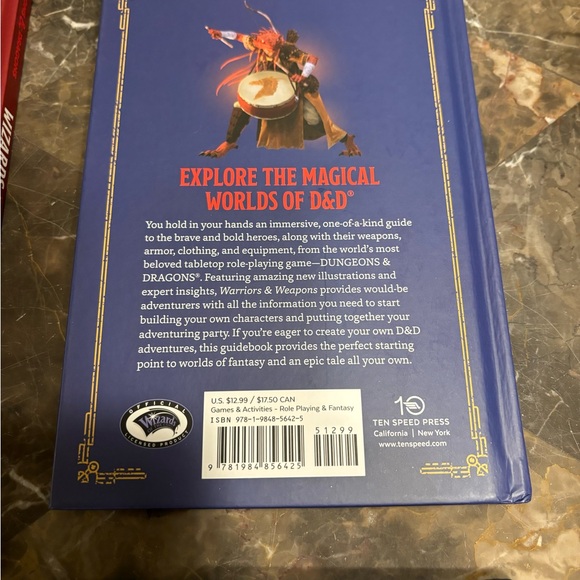 WIZARDS
EXPLORE THE MAGICAL
WORLDS OF D&D®
You hold in your hands an immersive, one-of-a-kind guide
to the brave and bold heroes, along with their weapons,
armor, clothing, and equipment, from the world's most
beloved tabletop role-playing game—DUNGEONS &
DRAGONS®. Featuring amazing new illustrations and
expert insights, Warriors & Weapons provides would-be
adventurers with all the information you need to start
building your own characters and putting together your
adventuring party. If you're eager to create your own D&D
adventures, this guidebook provides the perfect starting
point to worlds of fantasy and an epic tale all your own.
OFFICIAL
Wizards
LICENSED PRODUCT
U.S. $12.99 / $17.50 CAN
Games & Activities - Role Playing & Fantasy
ISBN 978-1-9848-5642-5
51299
9 781984 856425
10
TEN SPEED PRESS
California | New York
www.tenspeed.com